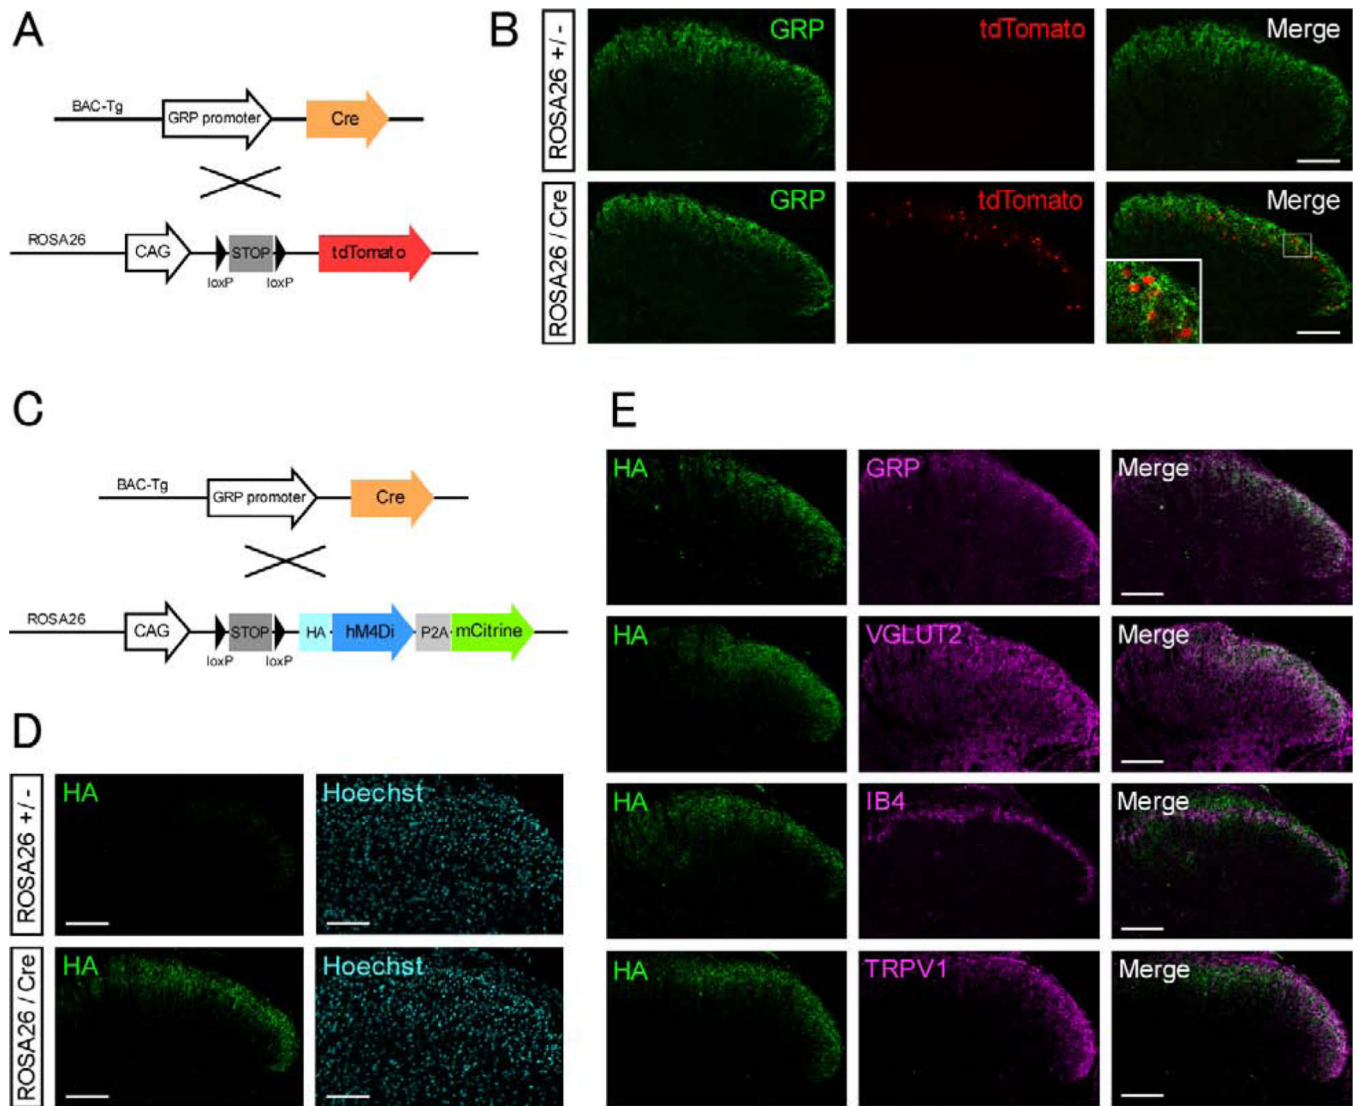 A
BAC-Tg
GRP promoter
Cre
ROSA26
CAG
STOP
tdTomato
loxP
loxP
B
ROSA26 +/-
GRP
tdTomato
Merge
ROSA26 / Cre
GRP
tdTomato
Merge
C
BAC-Tg
GRP promoter
Cre
ROSA26
CAG
STOP
HA
hM4Di
P2A
mCitrine
loxP
loxP
D
ROSA26 +/-
HA
Hoechst
ROSA26 / Cre
HA
Hoechst
E
HA
GRP
Merge
HA
VGLUT2
Merge
HA
IB4
Merge
HA
TRPV1
Merge